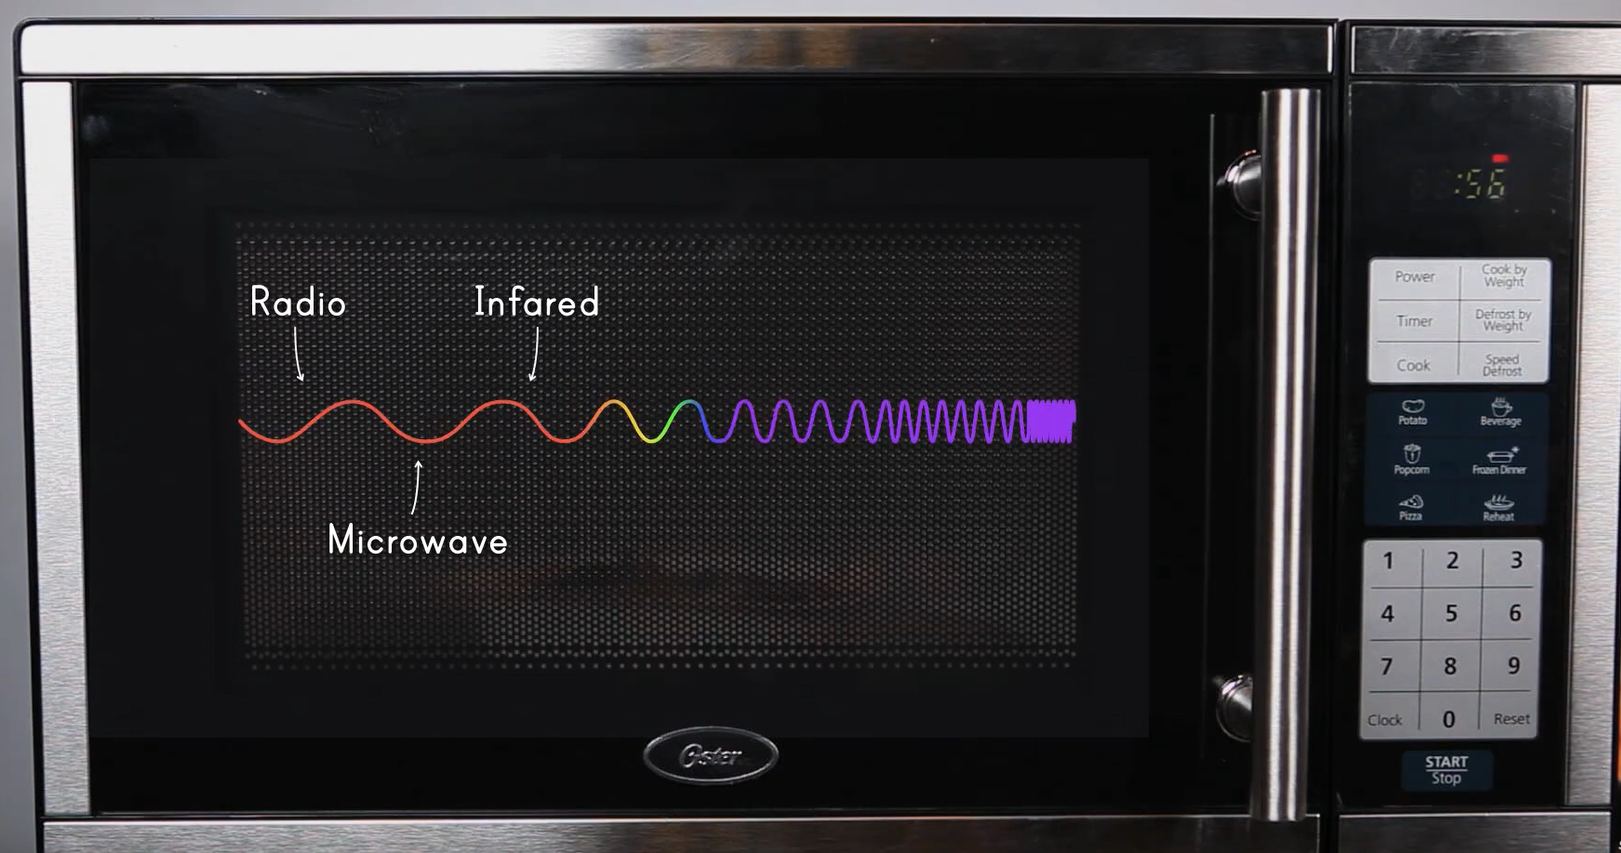 :56
Radio
Infared
Microwave
Power
Cook by
Weight
Timer
Defrost by
Weight
Cook
Speed
Defrost
Potato
Beverage
Popcorn
Frozen Dinner
Pizza
Reheat
1 2 3
4 5 6
7 8 9
Clock 0 Reset
Oster
START
Stop